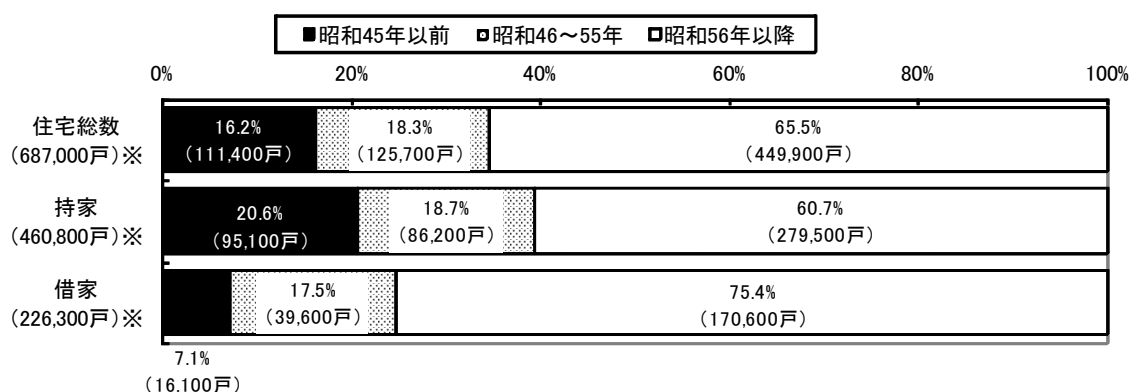 ■昭和45年以前 昭和46～55年 □昭和56年以降
0% 20% 40% 60% 80% 100%
住宅総数
(687,000戸)※
16.2%
(111,400戸)
18.3%
(125,700戸)
65.5%
(449,900戸)
持家
(460,800戸)※
20.6%
(95,100戸)
18.7%
(86,200戸)
60.7%
(279,500戸)
借家
(226,300戸)※
17.5%
(39,600戸)
75.4%
(170,600戸)
7.1%
(16,100戸)